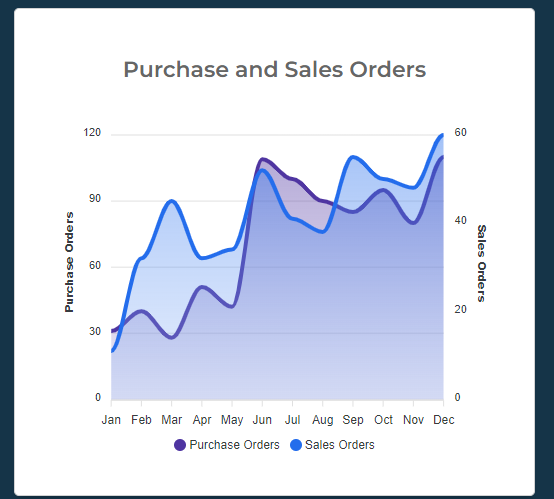 Purchase and Sales Orders
120
90
60
30
0
Purchase Orders
60
40
20
0
Sales Orders
Jan Feb Mar Apr May Jun Jul Aug Sep Oct Nov Dec
Purchase Orders Sales Orders